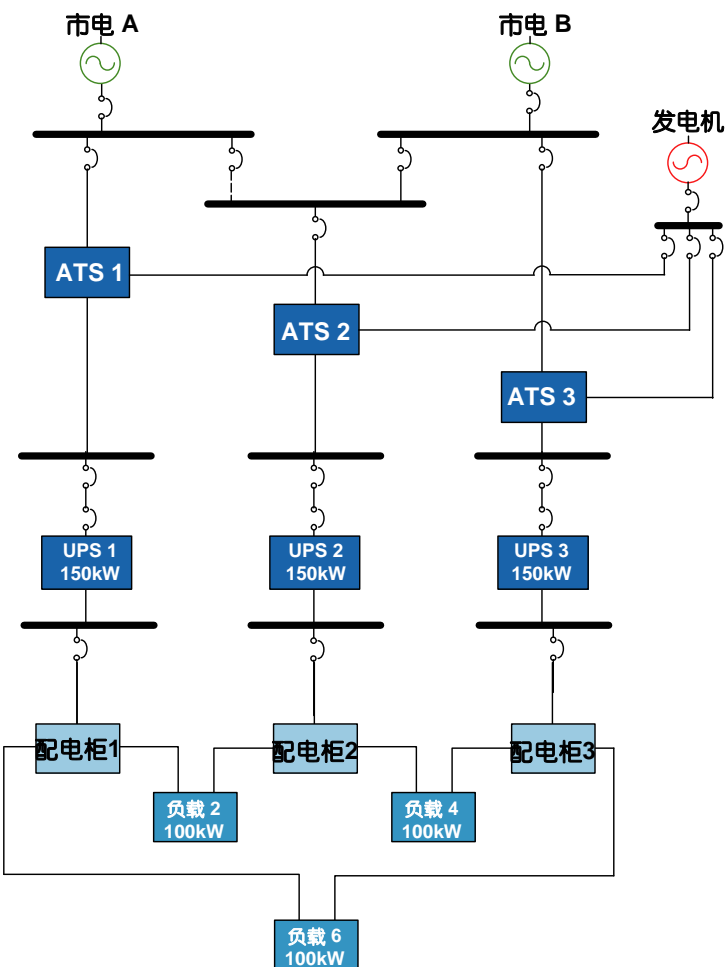 市电 A
市电 B
发电机
ATS 1
ATS 2
ATS 3
UPS 1
150kW
UPS 2
150kW
UPS 3
150kW
配电柜1
配电柜2
配电柜3
负载 2
100kW
负载 4
100kW
负载 6
100kW